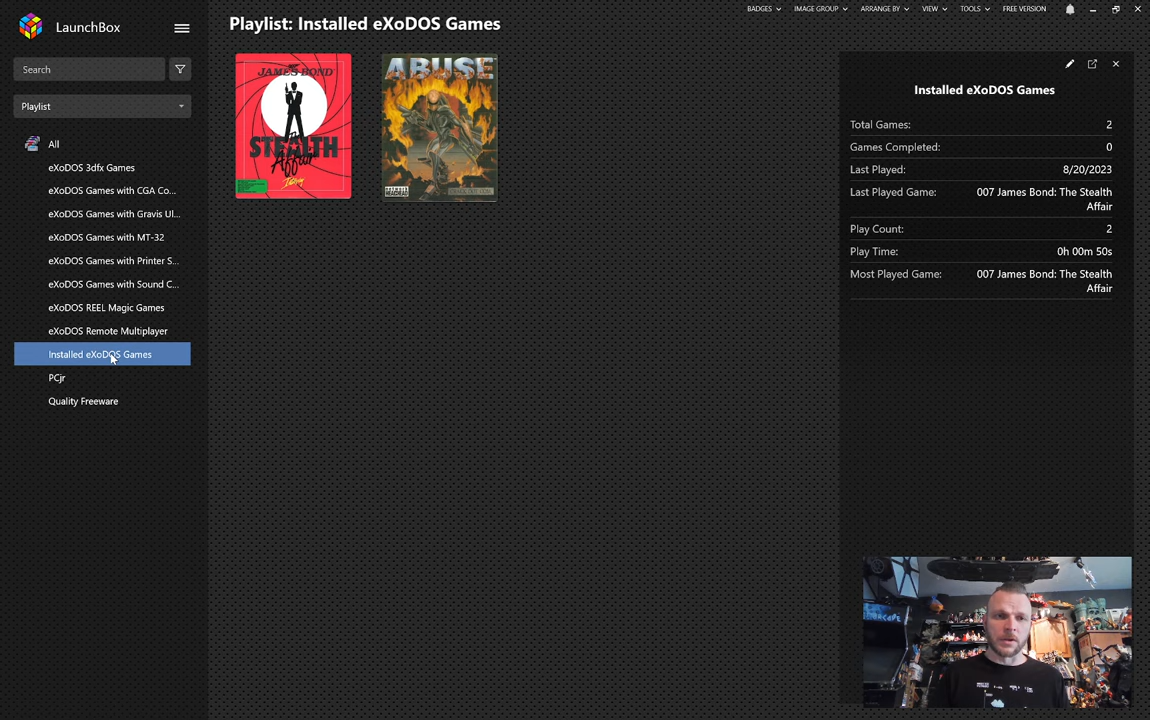 LaunchBox
Playlist: Installed eXoDOS Games
BADGES
IMAGE GROUP
ARRANGE BY
VIEW
TOOLS
FREE VERSION
Search
Playlist
All
eXoDOS 3dfx Games
eXoDOS Games with CGA Co...
eXoDOS Games with Gravis Ul...
eXoDOS Games with MT-32
eXoDOS Games with Printer S...
eXoDOS Games with Sound C...
eXoDOS REEL Magic Games
eXoDOS Remote Multiplayer
Installed eXoDOS Games
PCjr
Quality Freeware
JAMES BOND
STEALTH
Affair
ABUSE
Installed eXoDOS Games
Total Games: 2
Games Completed: 0
Last Played: 8/20/2023
Last Played Game: 007 James Bond: The Stealth
Affair
Play Count: 2
Play Time: 0h 00m 50s
Most Played Game: 007 James Bond: The Stealth
Affair